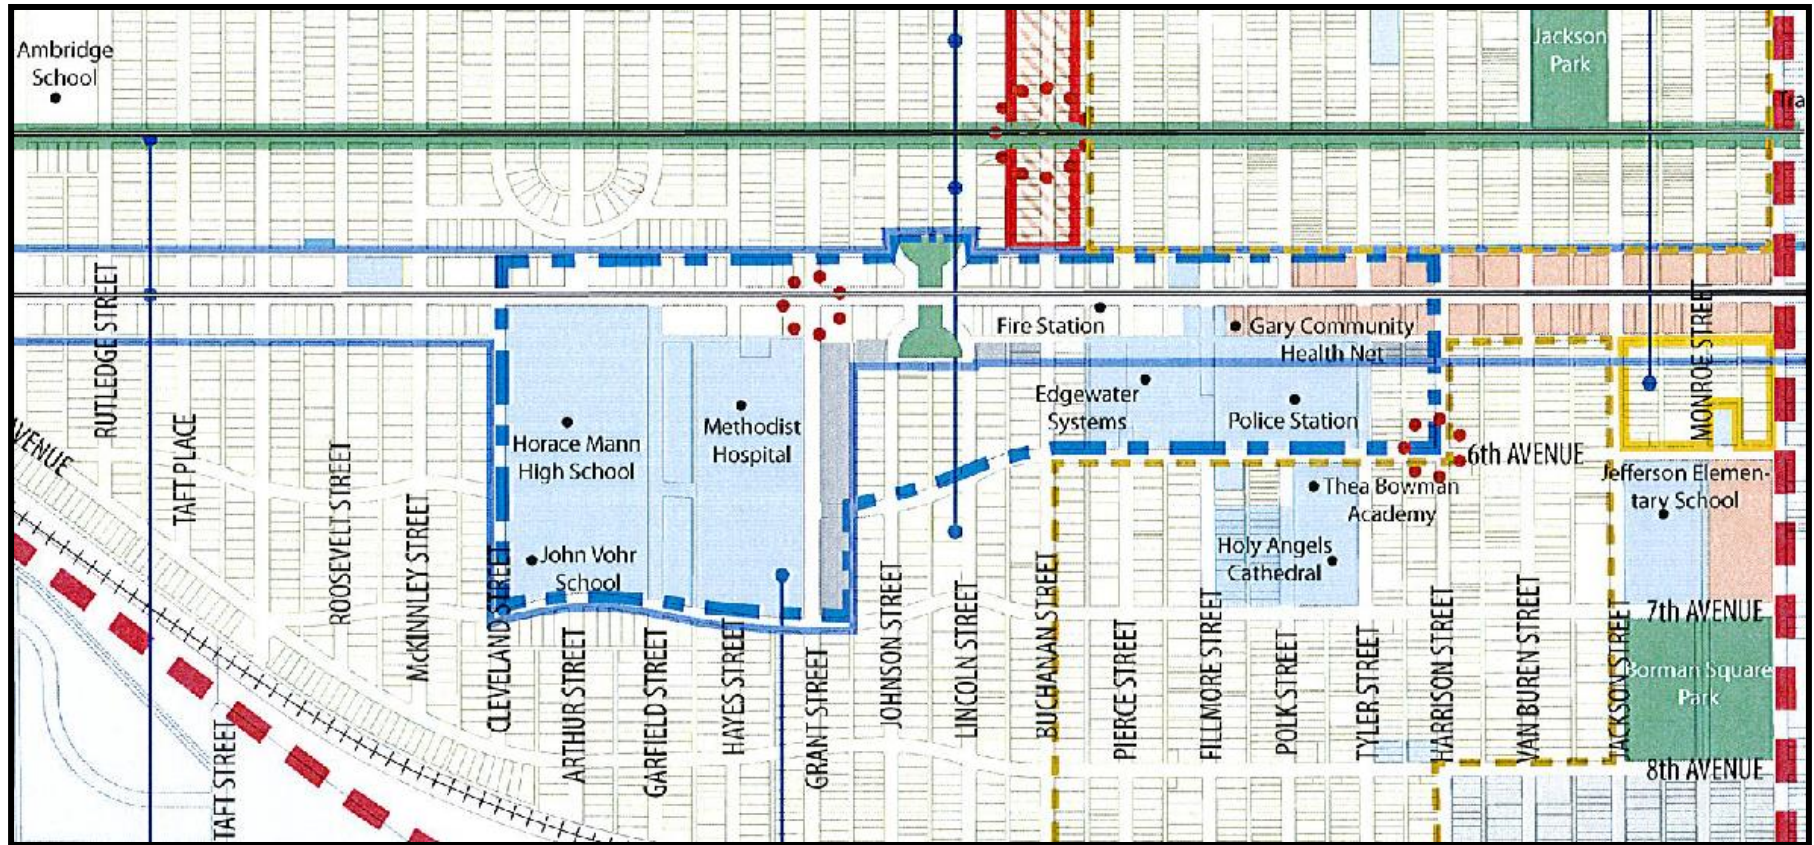 Ambridge
School
Jackson
Park
Tra
RUTLEDGE STREET
AVENUE
TAFT PLACE
TAFT STREET
ROOSEVELT STREET
McKINNLEY STREET
CLEVELAND STREET
Horace Mann
High School
John Vohr
School
Methodist
Hospital
ARTHUR STREET
GARFIELD STREET
HAYES STREET
GRANT STREET
JOHNSON STREET
LINCOLN STREET
BUCHANAN STREET
Fire Station
Gary Community
Health Net
Edgewater
Systems
Police Station
6th AVENUE
Thea Bowman
Academy
Holy Angels
Cathedral
PIERCE STREET
FILLMORE STREET
POLK STREET
TYLER STREET
HARRISON STREET
VAN BUREN STREET
JACKSON STREET
MONROE STREET
Jefferson Elemen-
tary School
7th AVENUE
Borman Square
Park
8th AVENUE